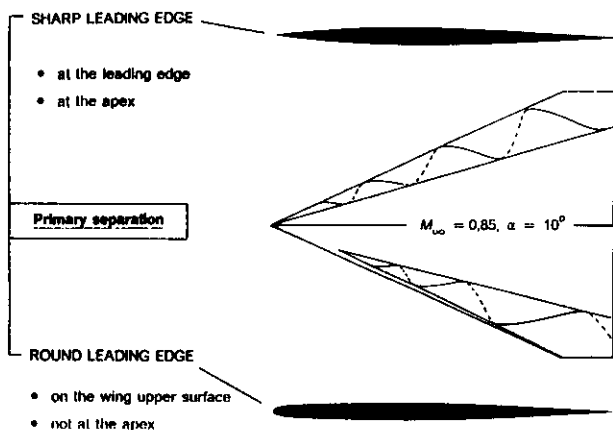 SHARP LEADING EDGE
• at the leading edge
• at the apex
Primary separation
M∞ = 0,85, α = 10°
ROUND LEADING EDGE
• on the wing upper surface
• not at the apex